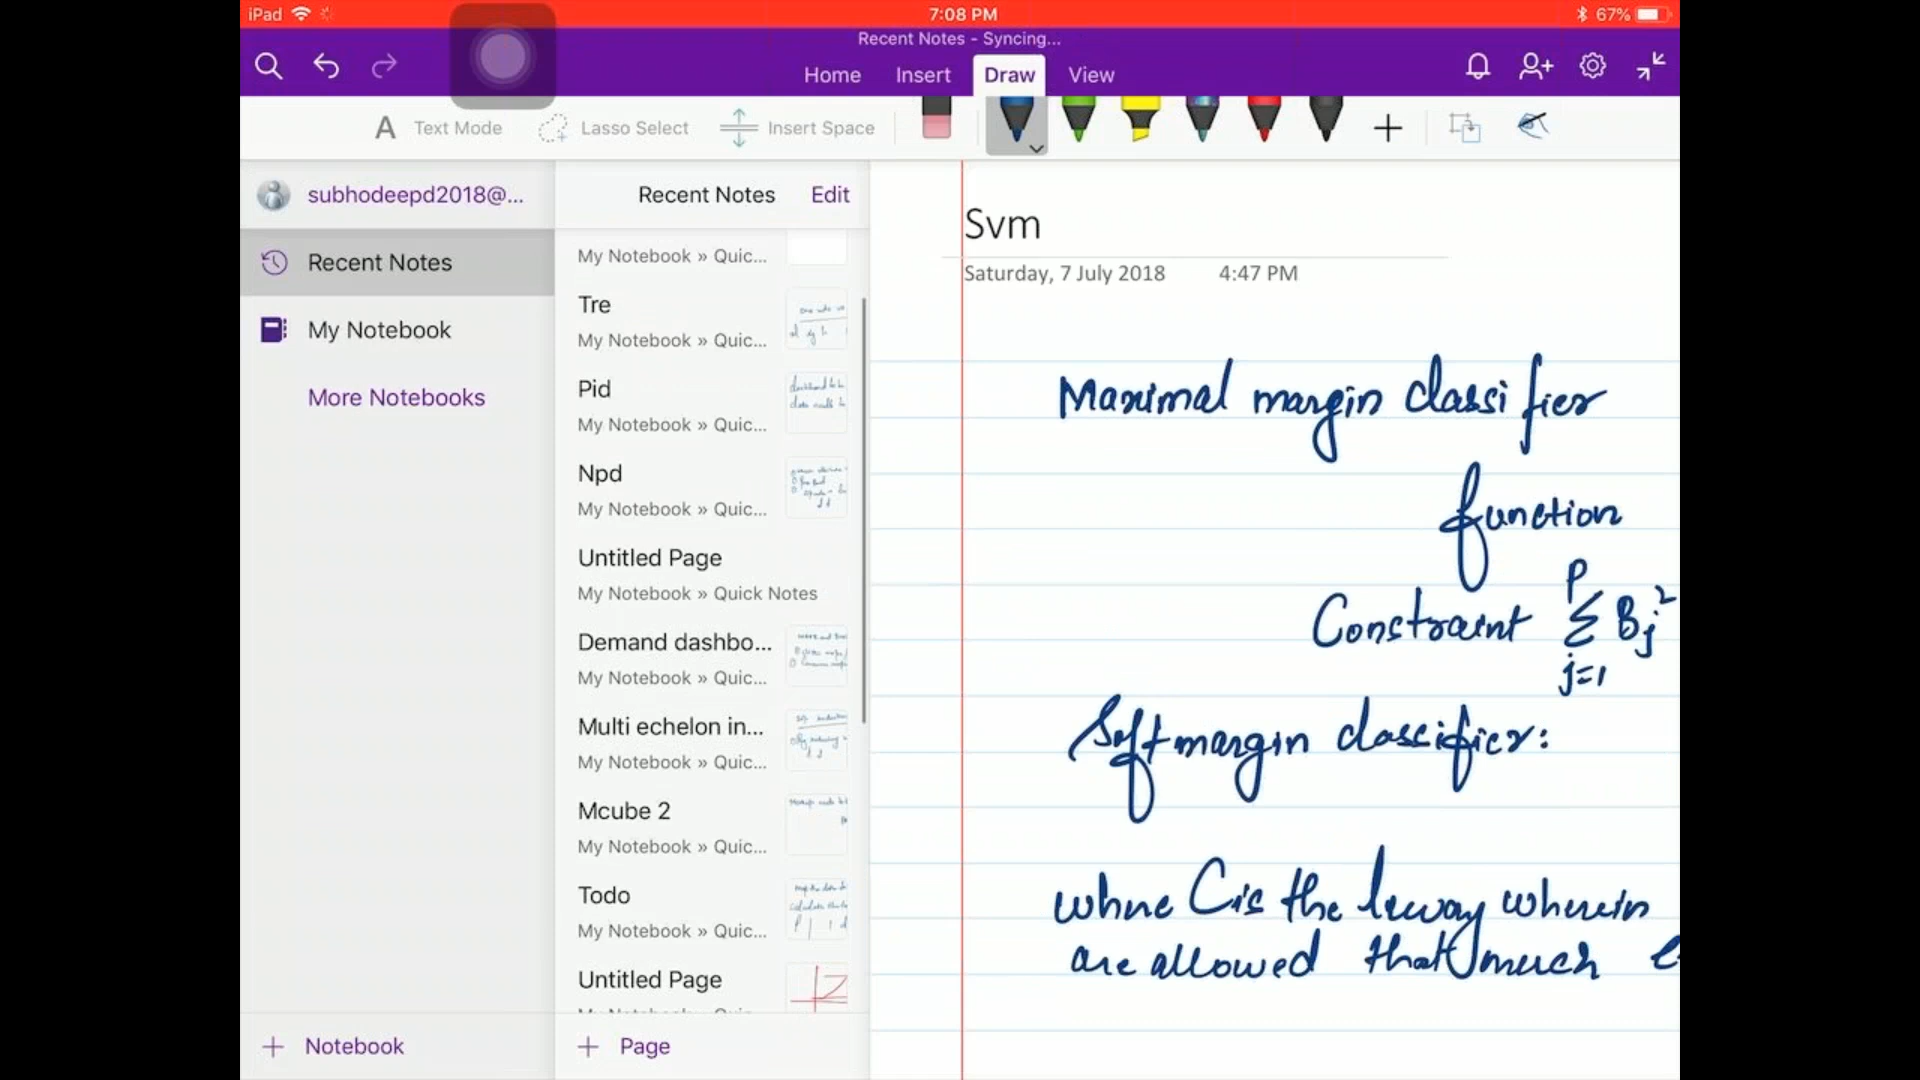 iPad
7:08 PM
67%
Recent Notes - Syncing...
Home
Insert
Draw
View
Text Mode
Lasso Select
Insert Space
subhodeepd2018@...
Recent Notes
My Notebook
More Notebooks
Notebook
Recent Notes
Edit
My Notebook » Quic...
Tre
My Notebook » Quic...
Pid
My Notebook » Quic...
Npd
My Notebook » Quic...
Untitled Page
My Notebook » Quick Notes
Demand dashbo...
My Notebook » Quic...
Multi echelon in...
My Notebook » Quic...
Mcube 2
My Notebook » Quic...
Todo
My Notebook » Quic...
Untitled Page
Page
Svm
Saturday, 7 July 2018 4:47 PM
Maximal margin classifier
function
Constraint p Σ j=1 Bj²
Soft margin classifier:
where C is the leway wherein
are allowed that much